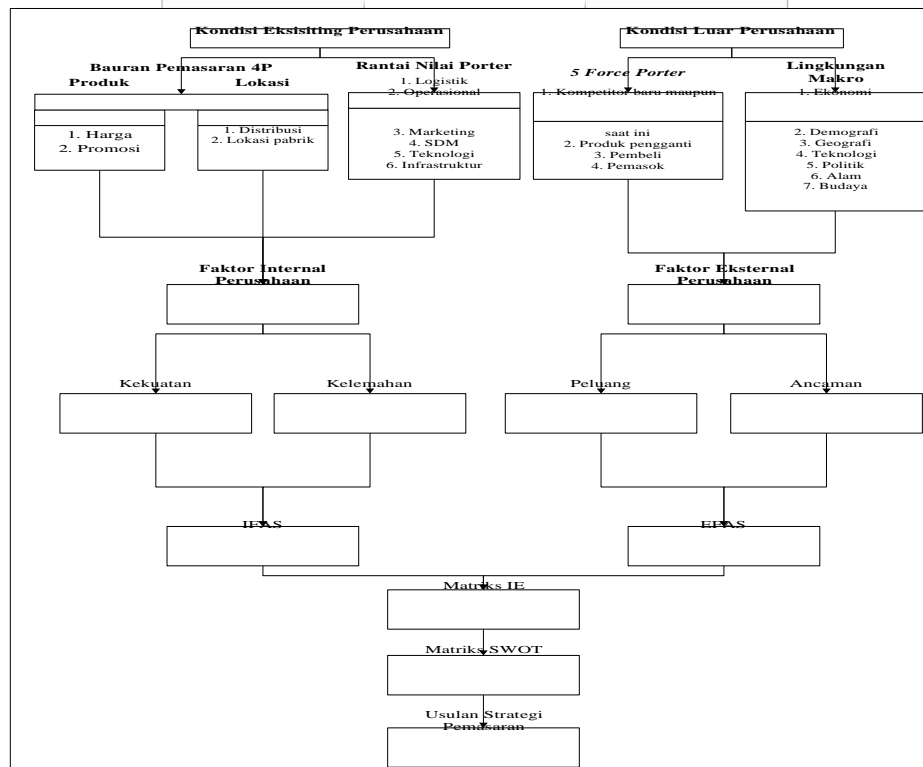 Kondisi Eksisiting Perusahaan
Kondisi Luar Perusahaan
Bauran Pemasaran 4P
Produk
Lokasi
1. Harga
2. Promosi
1. Distribusi
2. Lokasi pabrik
Rantai Nilai Porter
1. Logistik
2. Operasional
3. Marketing
4. SDM
5. Teknologi
6. Infrastruktur
5 Force Porter
1. Kompetitor baru maupun
saat ini
2. Produk pengganti
3. Pembeli
4. Pemasok
Lingkungan
Makro
1. Ekonomi
2. Demografi
3. Geografi
4. Teknologi
5. Politik
6. Alam
7. Budaya
Faktor Internal
Perusahaan
Faktor Eksternal
Perusahaan
Kekuatan
Kelemahan
Peluang
Ancaman
IFAS
EFAS
Matriks IE
Matriks SWOT
Usulan Strategi
Pemasaran